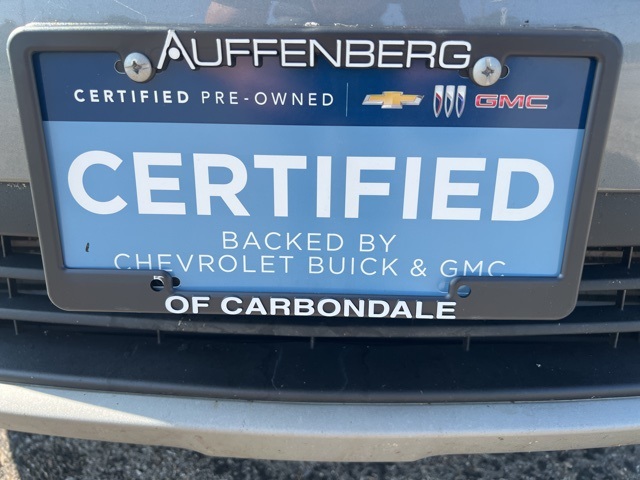 AUFFENBERG
CERTIFIED PRE-OWNED GMC
CERTIFIED
BACKED BY
CHEVROLET BUICK & GMC
OF CARBONDALE